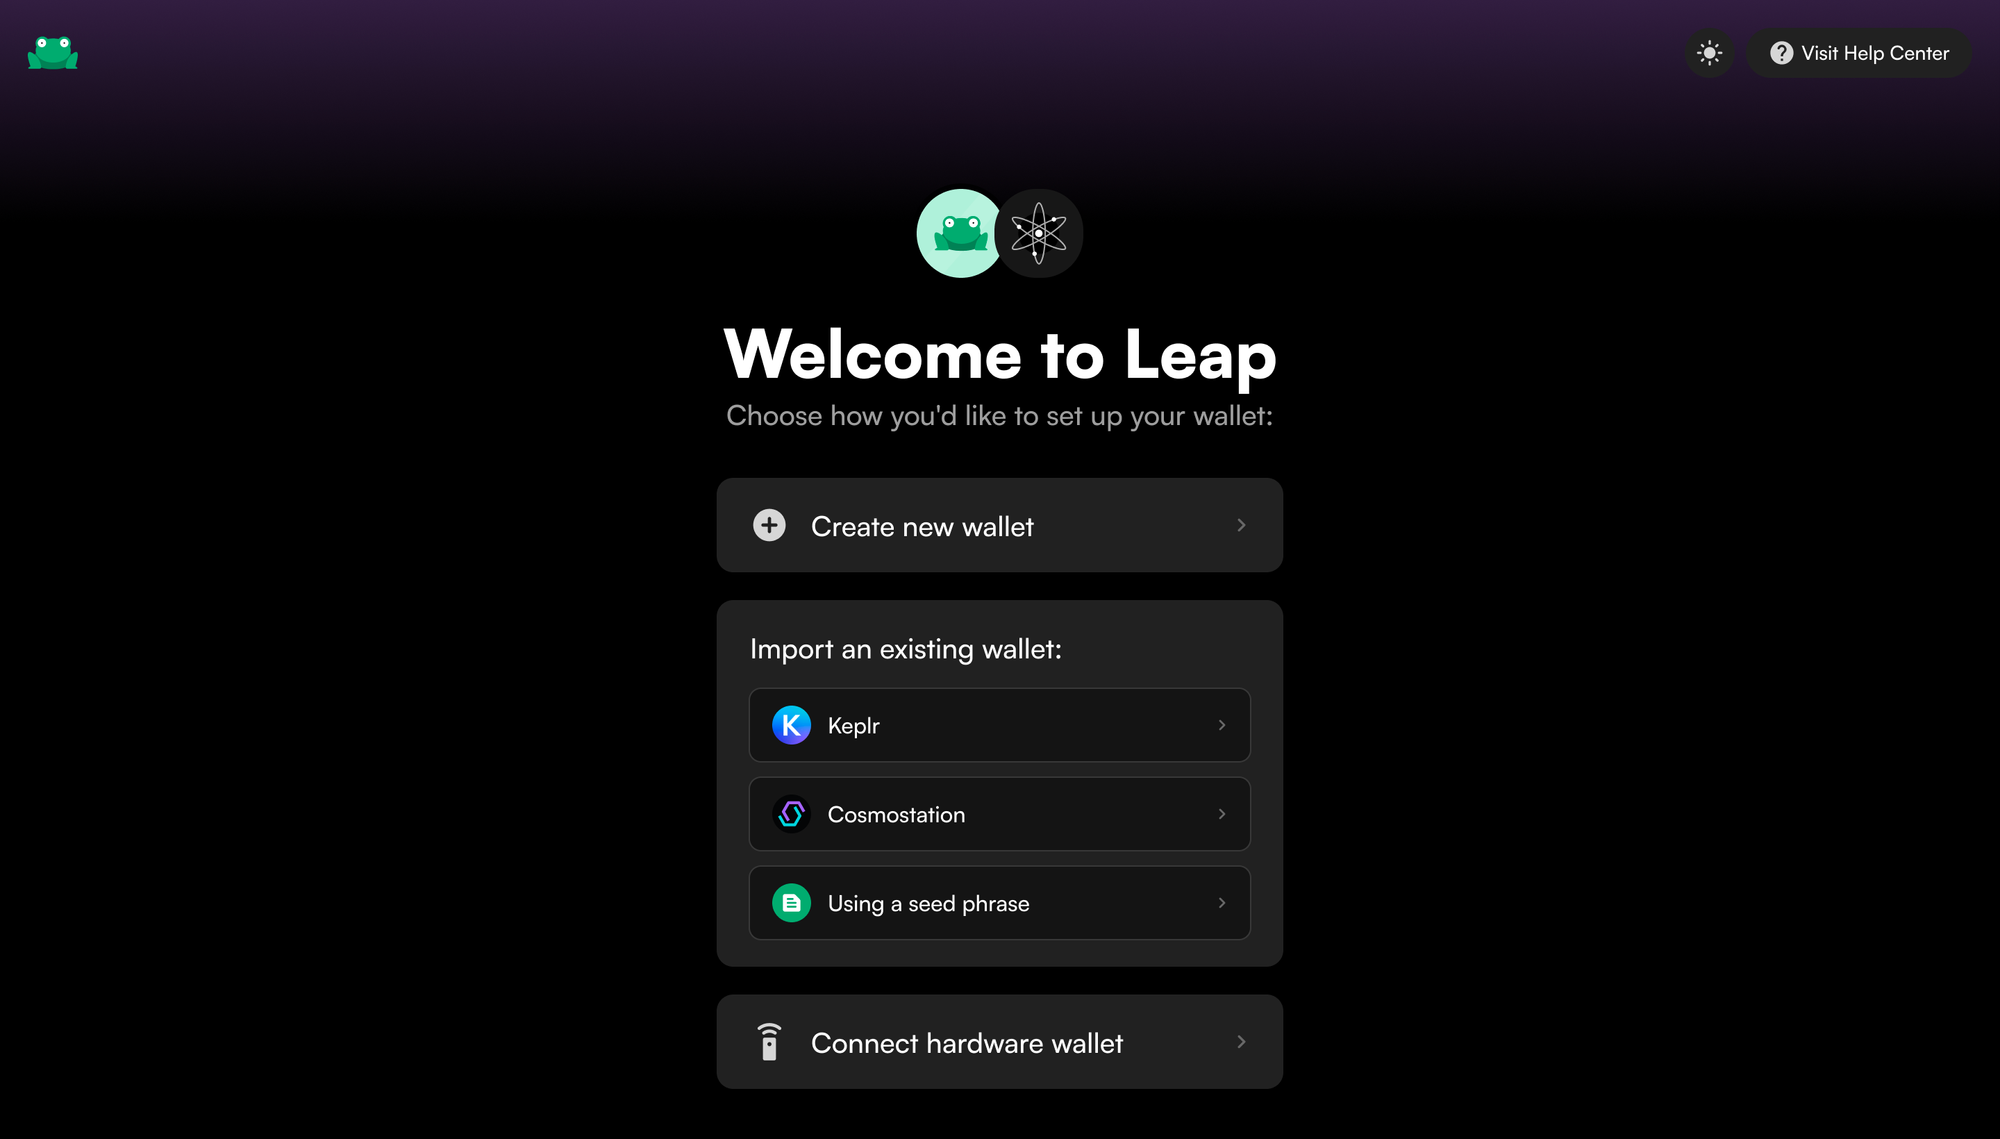 Visit Help Center
Welcome to Leap
Choose how you'd like to set up your wallet:
Create new wallet
Import an existing wallet:
K Keplr
Cosmostation
Using a seed phrase
Connect hardware wallet